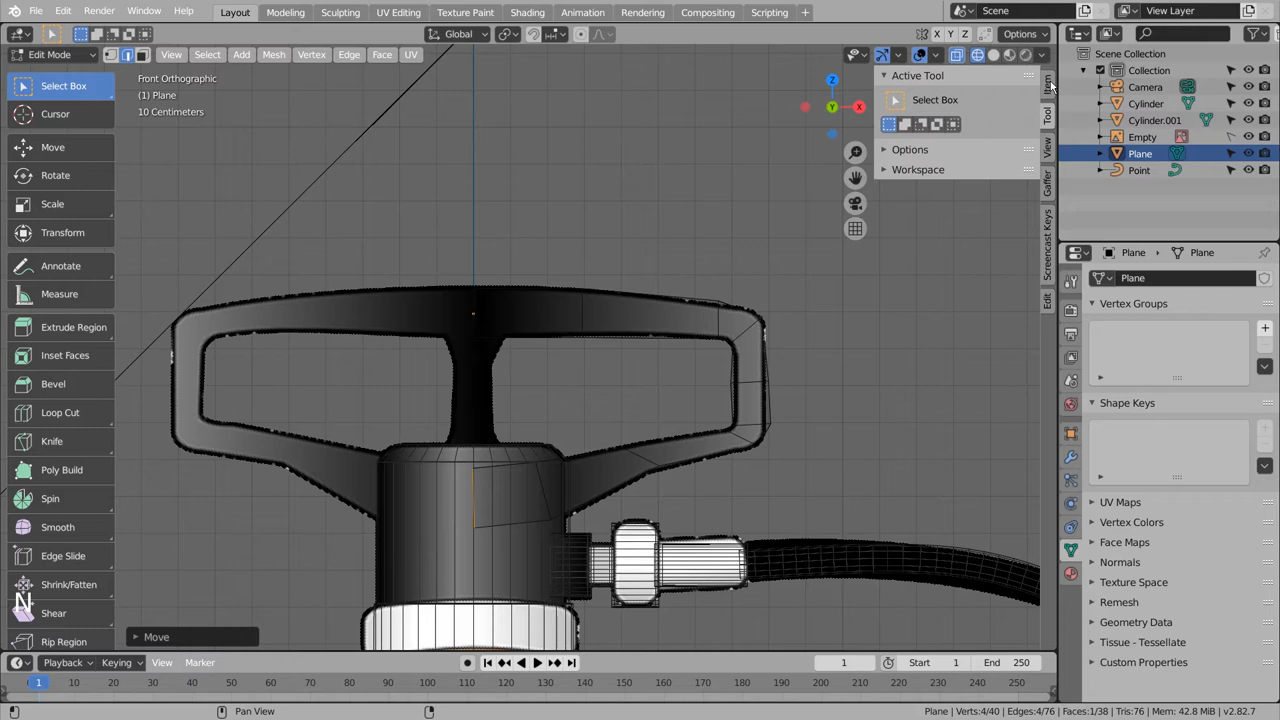 File Edit Render Window Help Layout Modeling Sculpting UV Editing Texture Paint Shading Animation Rendering Compositing Scripting + Scene View Layer
Global X Y Z Options
Edit Mode View Select Add Mesh Vertex Edge Face UV
Select Box
Cursor
Move
Rotate
Scale
Transform
Annotate
Measure
Extrude Region
Inset Faces
Bevel
Loop Cut
Knife
Poly Build
Spin
Smooth
Edge Slide
Shrink/Fatten
Shear
Rip Region
N
Front Orthographic
(1) Plane
10 Centimeters
Z
Y
X
Move
Active Tool
Select Box
Options
Workspace
Item
Tool
View
Gaffer
Screencast Keys
Edit
Scene Collection
Collection
Camera
Cylinder
Cylinder.001
Empty
Plane
Point
Plane Plane
Plane
Vertex Groups
Shape Keys
UV Maps
Vertex Colors
Face Maps
Normals
Texture Space
Remesh
Geometry Data
Tissue - Tessellate
Custom Properties
Playback Keying View Marker 1 Start 1 End 250
1 10 20 30 40 50 60 70 80 90 100 110 120 130 140 150 160 170 180 190 200 210 220 230 240 250
Pan View
Plane | Verts:4/40 | Edges:4/76 | Faces:1/38 | Tris:76 | Mem: 42.8 MiB | v2.82.7